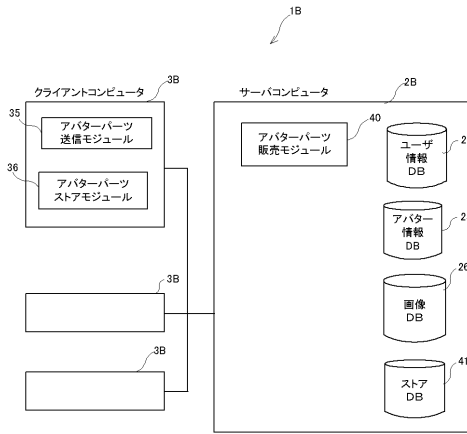 1B
クライアントコンピュータ
3B
35
アバターパーツ
送信モジュール
36
アバターパーツ
ストアモジュール
3B
3B
サーバコンピュータ
2B
アバターパーツ
販売モジュール
40
ユーザ
情報
DB
アバター
情報
DB
画像
DB
26
ストア
DB
41